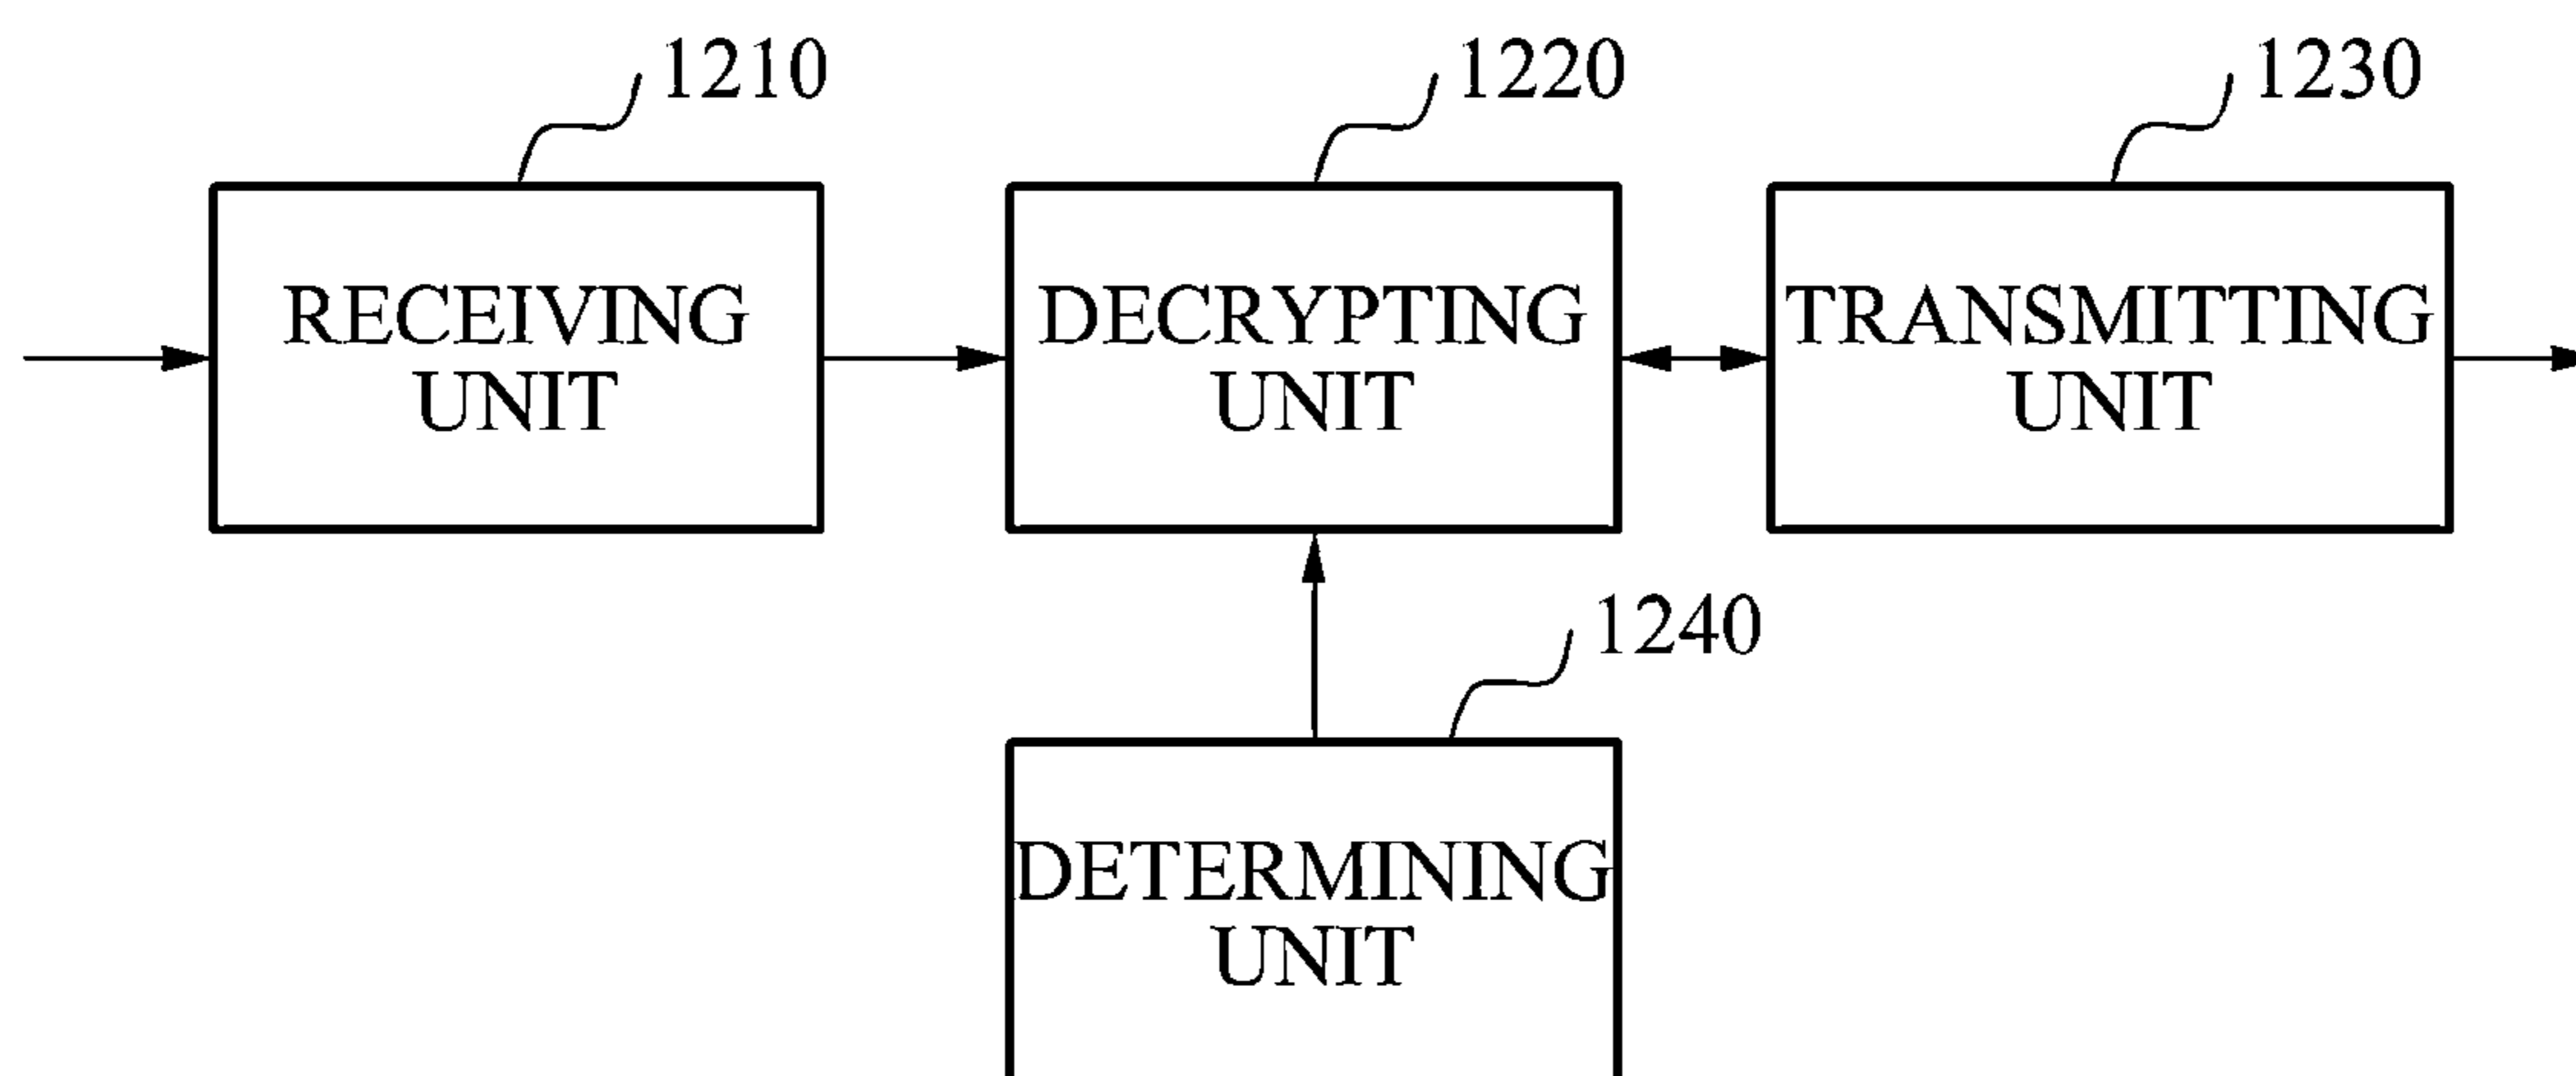 1210
1220
1230
RECEIVING
UNIT
DECRYPTING
UNIT
TRANSMITTING
UNIT
1240
DETERMINING
UNIT